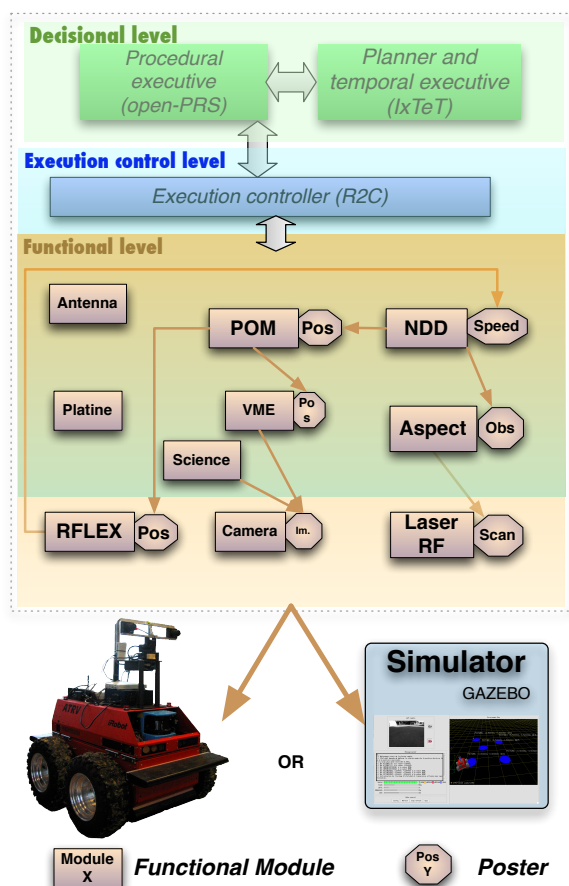 Decisional level
Procedural
executive
(open-PRS)
Planner and
temporal executive
(IxTeT)
Execution control level
Execution controller (R2C)
Functional level
Antenna
POM
Pos
NDD
Speed
Platine
VME
Po
s
Aspect
Obs
Science
RFLEX
Pos
Camera
Im.
Laser
RF
Scan
ATRV
iRobot
Simulator
GAZEBO
OR
Module
X
Functional Module
Pos
Y
Poster